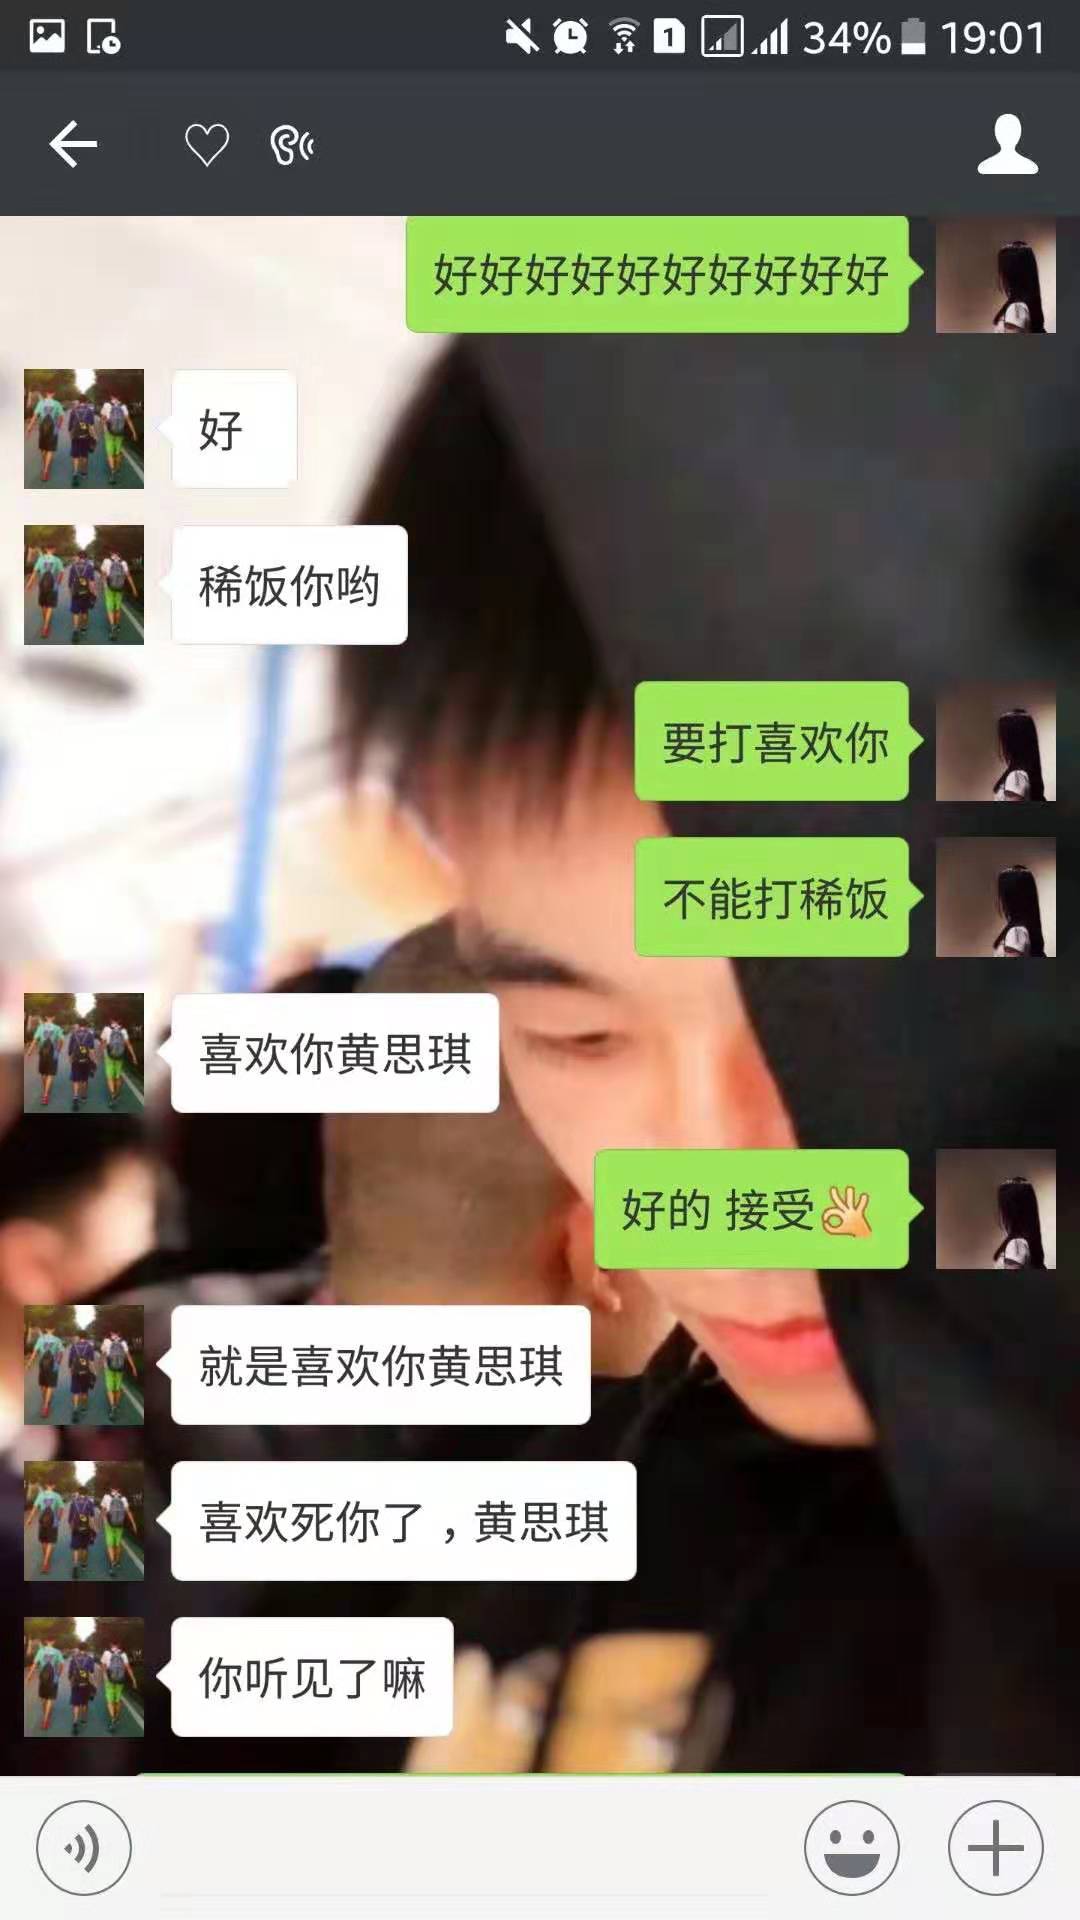 1
34%
19:01
♡
好好好好好好好好好好
好
稀饭你哟
要打喜欢你
不能打稀饭
喜欢你黄思琪
好的 接受👌
就是喜欢你黄思琪
喜欢死你了，黄思琪
你听见了嘛